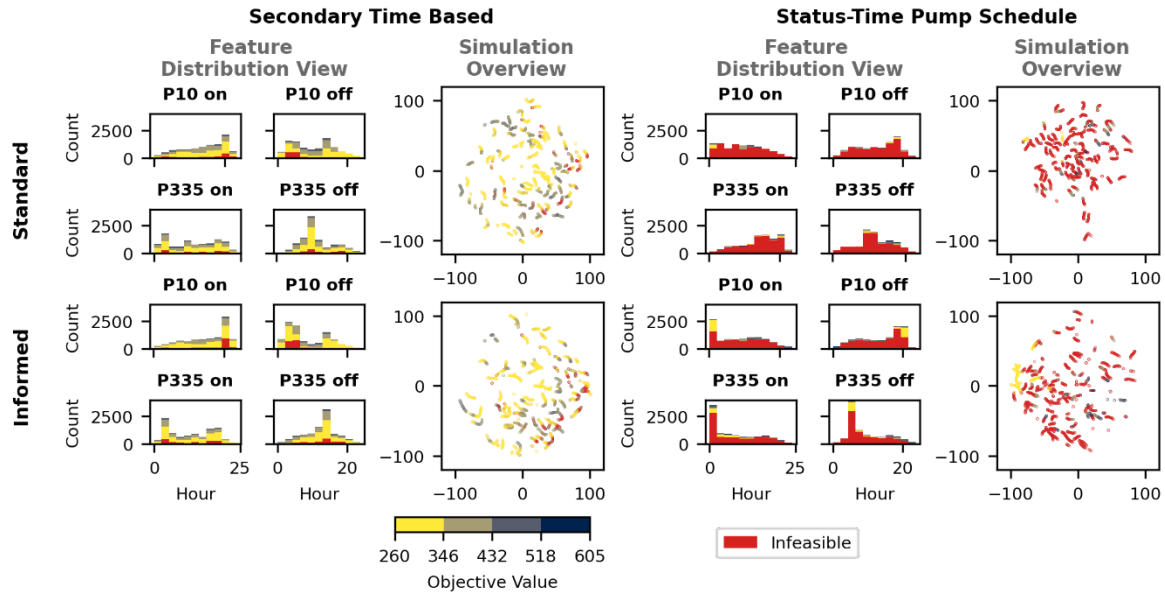 Secondary Time Based
Status-Time Pump Schedule
Feature
Distribution View
Simulation
Overview
Feature
Distribution View
Simulation
Overview
Standard
P10 on
P10 off
Count
2500
0
P335 on
P335 off
Count
2500
0
100
0
−100
−100 0 100
P10 on
P10 off
Count
2500
0
P335 on
P335 off
Count
2500
0
100
0
−100
−100 0 100
Informed
P10 on
P10 off
Count
2500
0
P335 on
P335 off
Count
2500
0
0 25
Hour
0 20
Hour
100
0
−100
−100 0 100
P10 on
P10 off
Count
2500
0
P335 on
P335 off
Count
2500
0
0 25
Hour
0 20
Hour
100
0
−100
−100 0 100
260 346 432 518 605
Objective Value
Infeasible